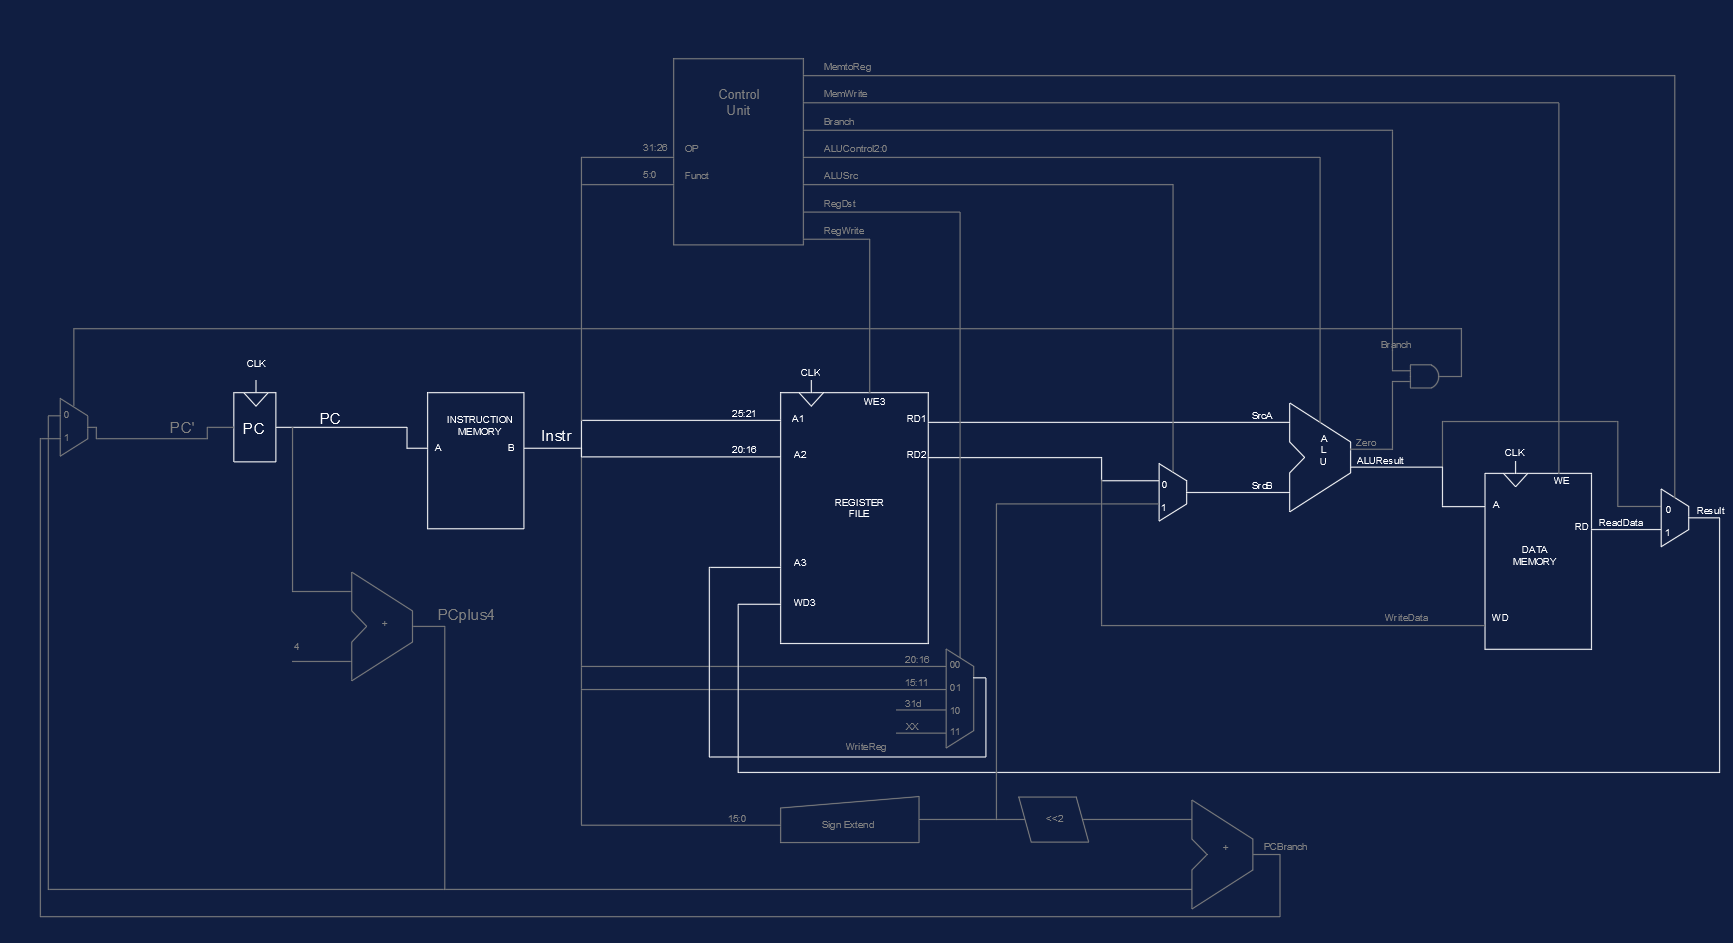 MemtoReg
Control
Unit
MemWrite
Branch
31:26
OP
ALUControl2:0
5:0
Funct
ALUSrc
RegDst
RegWrite
Branch
CLK
CLK
WE3
0
1
PC'
PC
PC
INSTRUCTION
MEMORY
A
B
Instr
25:21
A1
RD1
20:16
A2
RD2
REGISTER
FILE
A3
WD3
SrcA
SrcB
0
1
A
L
U
Zero
ALUResult
CLK
WE
A
RD
ReadData
DATA
MEMORY
WD
WriteData
0
1
Result
PCplus4
+
4
20:16
00
15:11
01
31d
10
XX
11
WriteReg
15:0
Sign Extend
<<2
+
PCBranch